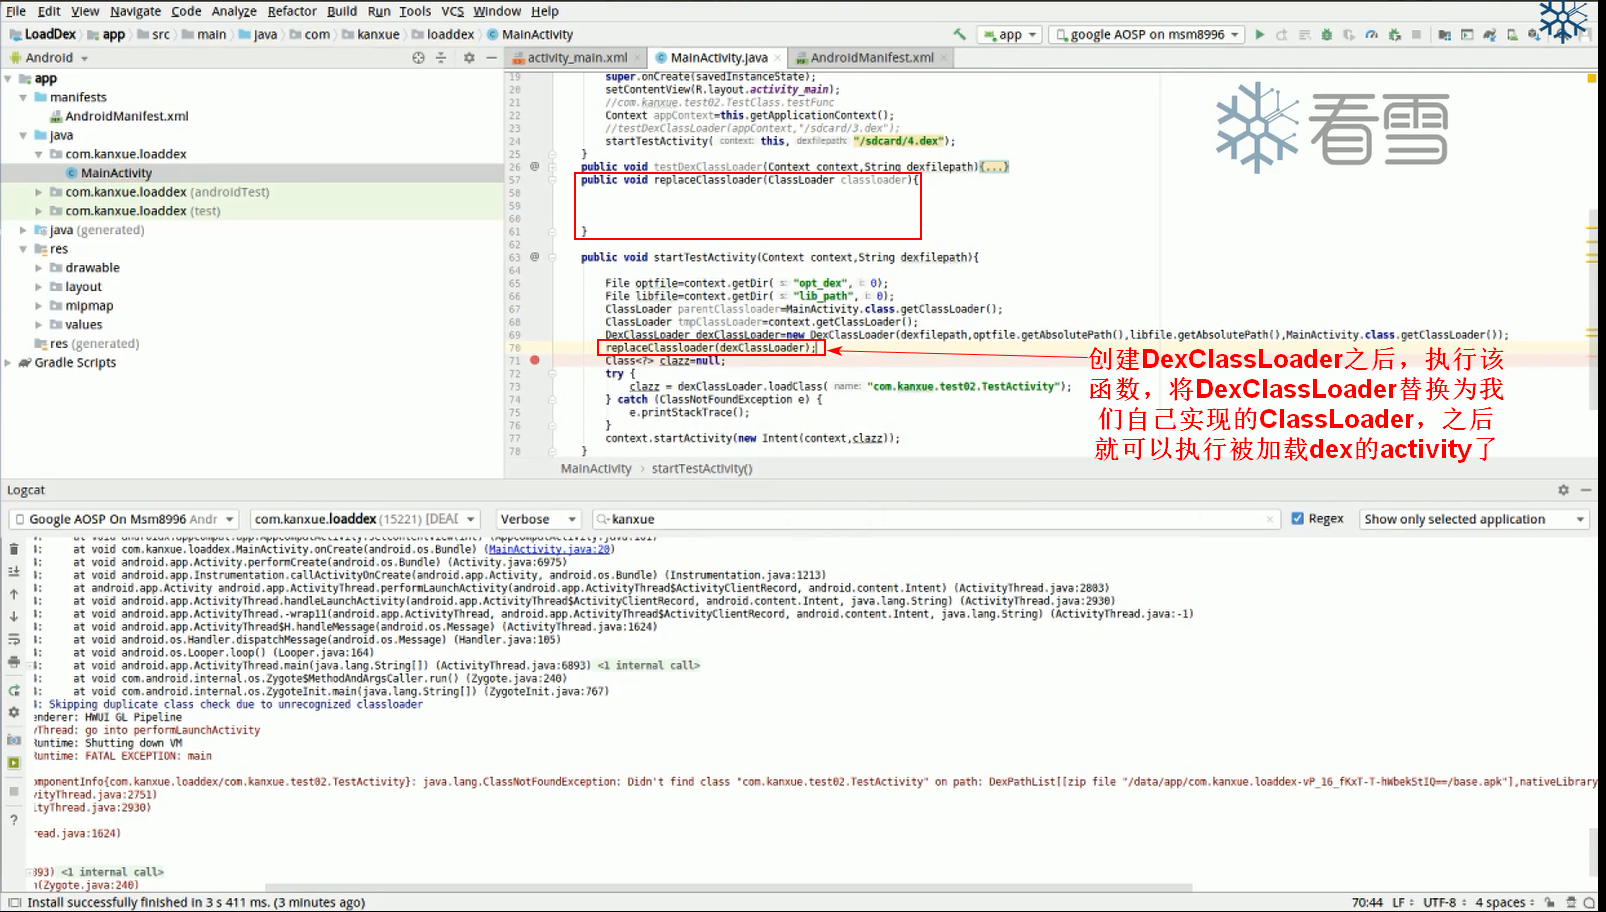 File Edit View Navigate Code Analyze Refactor Build Run Tools VCS Window Help
LoadDex app src main java com kanxue loaddex MainActivity
app google AOSP on msm8996
Android
activity_main.xml MainActivity.java AndroidManifest.xml
app
manifests
AndroidManifest.xml
java
com.kanxue.loaddex
MainActivity
com.kanxue.loaddex (androidTest)
com.kanxue.loaddex (test)
java (generated)
res
drawable
layout
mipmap
values
res (generated)
Gradle Scripts
看雪
19 super.onCreate(savedInstanceState);
20 setContentView(R.layout.activity_main);
21 //com.kanxue.test02.TestClass.testFunc
22 Context appContext=this.getApplicationContext();
23 //testDexClassLoader(appContext,"/sdcard/3.dex");
24 startTestActivity( context: this, dexfilepath: "/sdcard/4.dex");
25 }
26 @ public void testDexClassLoader(Context context,String dexfilepath){...}
57 public void replaceClassloader(ClassLoader classloader){
58
59
60
61 }
62
63 @ public void startTestActivity(Context context,String dexfilepath){
64
65 File optfile=context.getDir( s: "opt_dex", i: 0);
66 File libfile=context.getDir( s: "lib_path", i: 0);
67 ClassLoader parentClassloader=MainActivity.class.getClassLoader();
68 ClassLoader tmpClassLoader=context.getClassLoader();
69 DexClassLoader dexClassLoader=new DexClassLoader(dexfilepath,optfile.getAbsolutePath(),libfile.getAbsolutePath(),MainActivity.class.getClassLoader());
70 replaceClassloader(dexClassLoader);
71 Class<?> clazz=null;
72 try {
73 clazz = dexClassLoader.loadClass( name: "com.kanxue.test02.TestActivity");
74 } catch (ClassNotFoundException e) {
75 e.printStackTrace();
76 }
77 context.startActivity(new Intent(context,clazz));
78 }
创建DexClassLoader之后，执行该
函数，将DexClassLoader替换为我
们自己实现的ClassLoader，之后
就可以执行被加载dex的activity了
MainActivity › startTestActivity()
Logcat
Google AOSP On Msm8996 Andr com.kanxue.loaddex (15221) [DEAD Verbose kanxue Regex Show only selected application
at void com.kanxue.loaddex.MainActivity.onCreate(android.os.Bundle) (MainActivity.java:20)
at void android.app.Activity.performCreate(android.os.Bundle) (Activity.java:6975)
at void android.app.Instrumentation.callActivityOnCreate(android.app.Activity, android.os.Bundle) (Instrumentation.java:1213)
at android.app.Activity android.app.ActivityThread.performLaunchActivity(android.app.ActivityThread$ActivityClientRecord, android.content.Intent) (ActivityThread.java:2803)
at void android.app.ActivityThread.handleLaunchActivity(android.app.ActivityThread$ActivityClientRecord, android.content.Intent, java.lang.String) (ActivityThread.java:2930)
at void android.app.ActivityThread.-wrap11(android.app.ActivityThread, android.app.ActivityThread$ActivityClientRecord, android.content.Intent, java.lang.String) (ActivityThread.java:-1)
at void android.app.ActivityThread$H.handleMessage(android.os.Message) (ActivityThread.java:1624)
at void android.os.Handler.dispatchMessage(android.os.Message) (Handler.java:105)
at void android.os.Looper.loop() (Looper.java:164)
at void android.app.ActivityThread.main(java.lang.String[]) (ActivityThread.java:6893) <1 internal call>
at void com.android.internal.os.Zygote$MethodAndArgsCaller.run() (Zygote.java:240)
at void com.android.internal.os.ZygoteInit.main(java.lang.String[]) (ZygoteInit.java:767)
: Skipping duplicate class check due to unrecognized classloader
enderer: HWUI GL Pipeline
yThread: go into performLaunchActivity
Runtime: Shutting down VM
Runtime: FATAL EXCEPTION: main
omponentInfo{com.kanxue.loaddex/com.kanxue.test02.TestActivity}: java.lang.ClassNotFoundException: Didn't find class "com.kanxue.test02.TestActivity" on path: DexPathList[[zip file "/data/app/com.kanxue.loaddex-vP_16_fKxT-T-hWbekStIQ==/base.apk"],nativeLibrary
ivityThread.java:2751)
ityThread.java:2930)
read.java:1624)
893) <1 internal call>
n(Zygote.java:240)
Install successfully finished in 3 s 411 ms. (3 minutes ago) 70:44 LF UTF-8 4 spaces